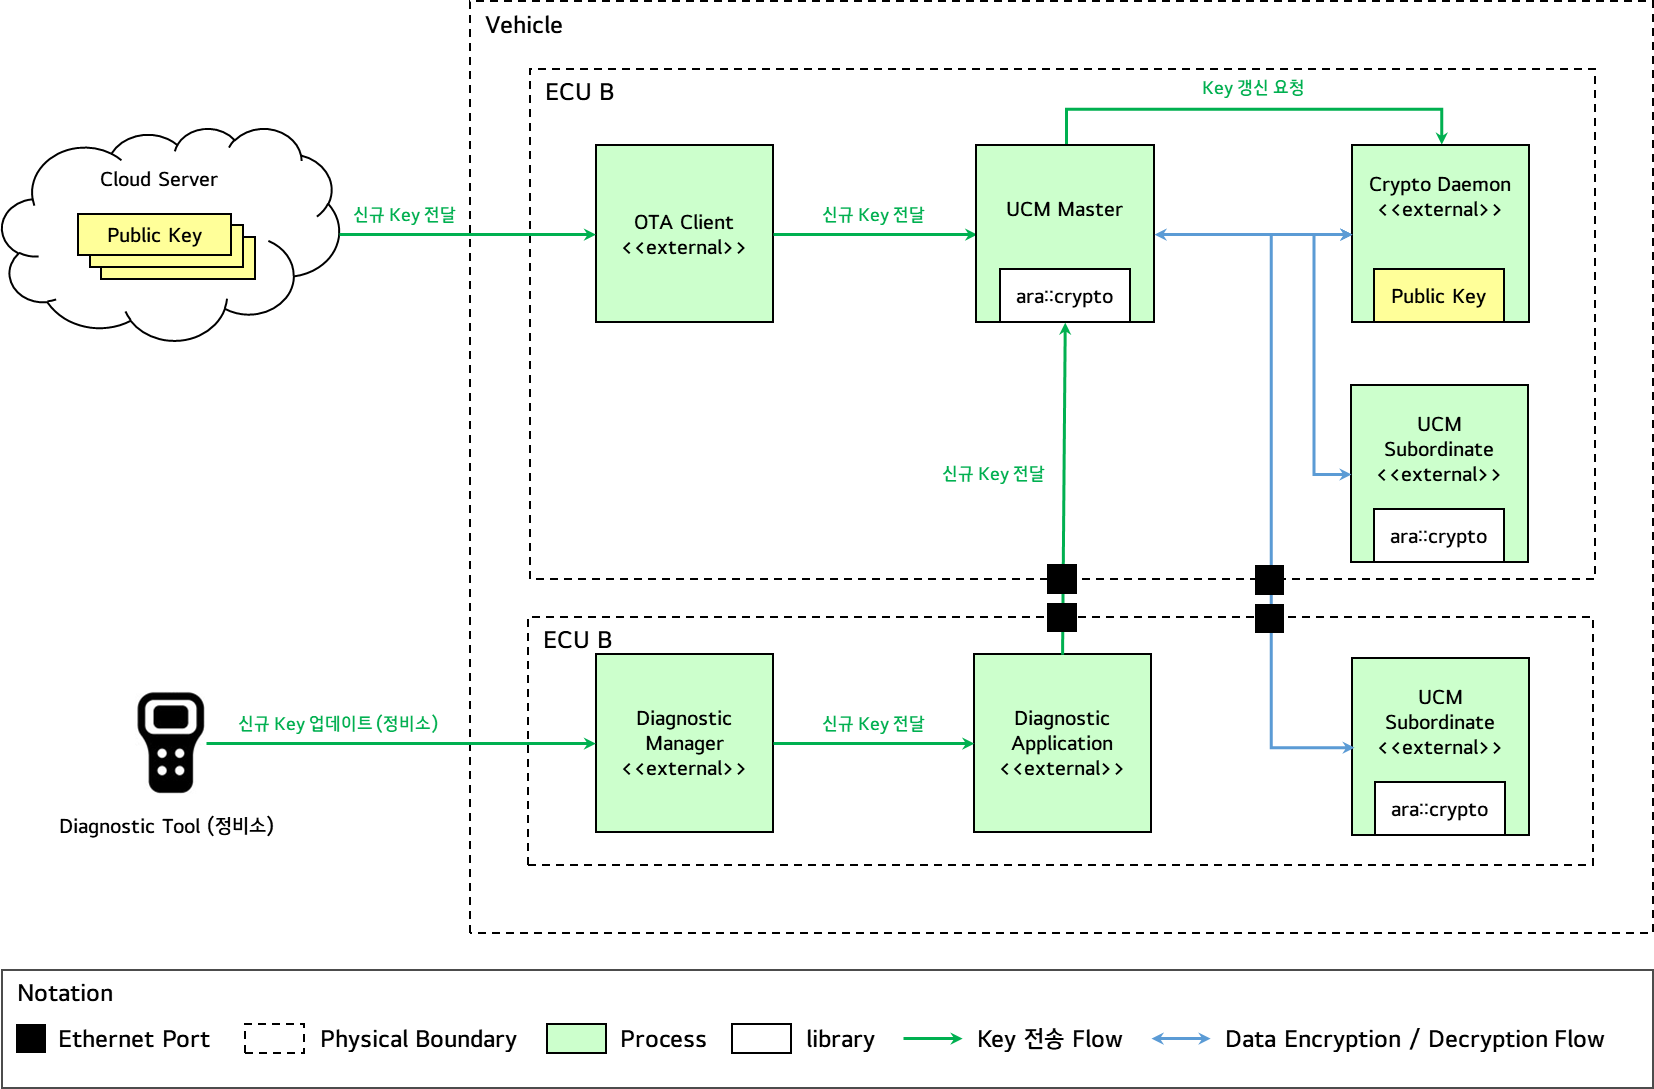 Vehicle
ECU B
Key 갱신 요청
Cloud Server
Public Key
신규 Key 전달
OTA Client
<<external>>
신규 Key 전달
UCM Master
ara::crypto
Crypto Daemon
<<external>>
Public Key
UCM
Subordinate
<<external>>
ara::crypto
신규 Key 전달
ECU B
Diagnostic Tool (정비소)
신규 Key 업데이트 (정비소)
Diagnostic
Manager
<<external>>
신규 Key 전달
Diagnostic
Application
<<external>>
UCM
Subordinate
<<external>>
ara::crypto
Notation
Ethernet Port
Physical Boundary
Process
library
Key 전송 Flow
Data Encryption / Decryption Flow